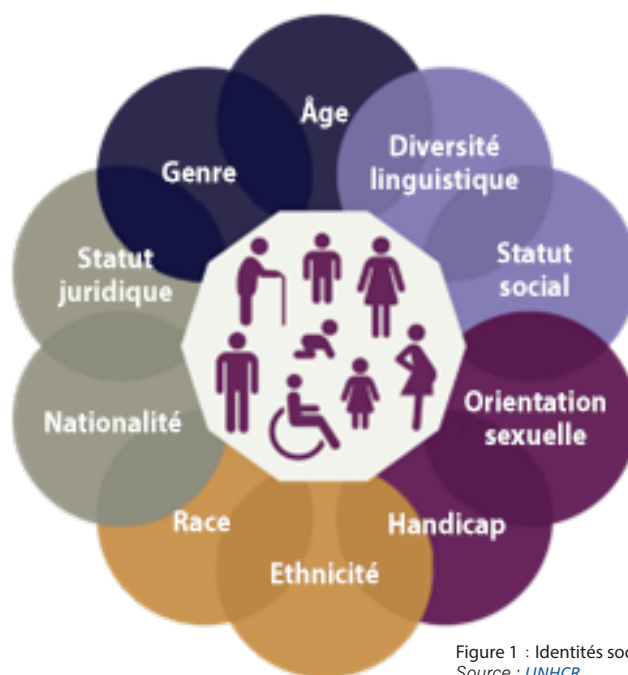 Âge
Diversité
linguistique
Statut
social
Orientation
sexuelle
Handicap
Ethnicité
Race
Nationalité
Statut
juridique
Genre
Figure 1 : Identités
Source : UNHCR